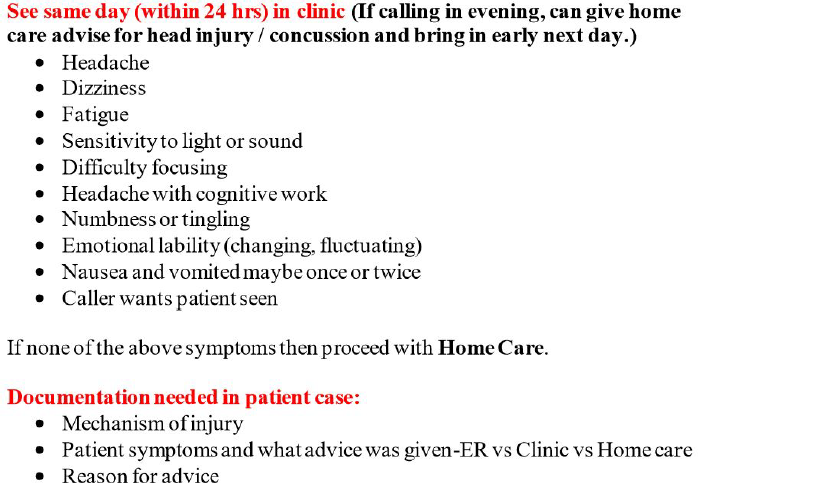 See same day (within 24 hrs) in clinic (If calling in evening, can give home
care advise for head injury / concussion and bring in early next day.)
• Headache
• Dizziness
• Fatigue
• Sensitivity to light or sound
• Difficulty focusing
• Headache with cognitive work
• Numbness or tingling
• Emotional lability (changing, fluctuating)
• Nausea and vomited maybe once or twice
• Caller wants patient seen
If none of the above symptoms then proceed with Home Care.
Documentation needed in patient case:
• Mechanism of injury
• Patient symptoms and what advice was given-ER vs Clinic vs Home care
• Reason for advice